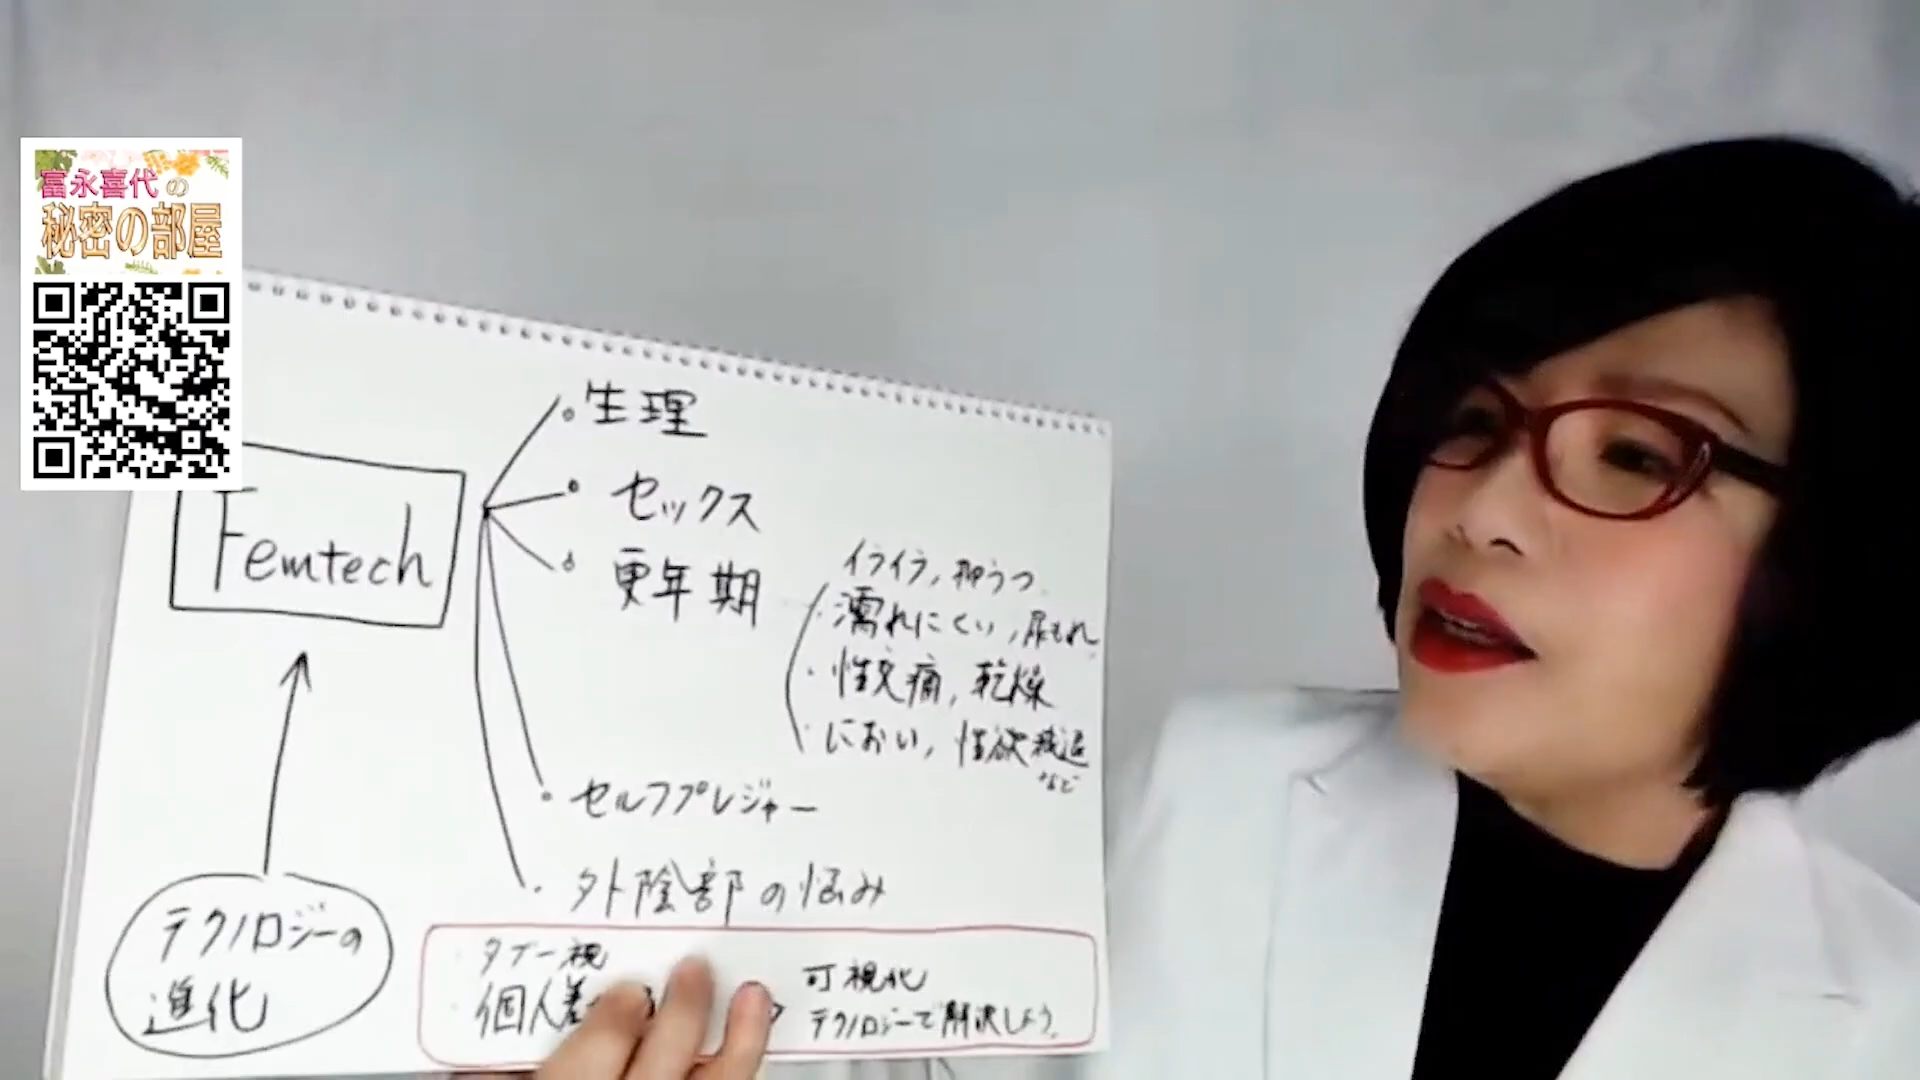 富永喜代の
秘密の部屋
Femtech
生理
セックス
更年期
イライラ, 抑うつ
濡れにくい, 尿もれ
性交痛, 乾燥
におい, 性欲減退
など
セルフプレジャー
外陰部の悩み
テクノロジーの
進化
タブー視
個人差
可視化
テクノロジーで解決しよう。